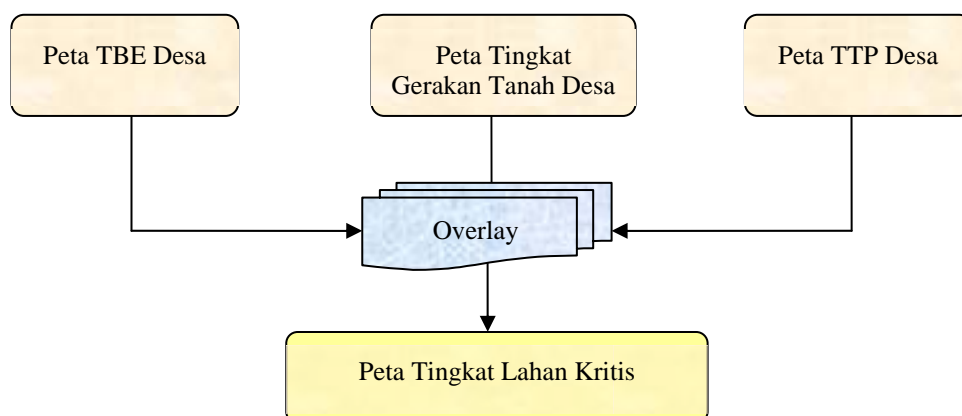 Peta TBE Desa
Peta Tingkat
Gerakan Tanah Desa
Peta TTP Desa
Overlay
Peta Tingkat Lahan Kritis